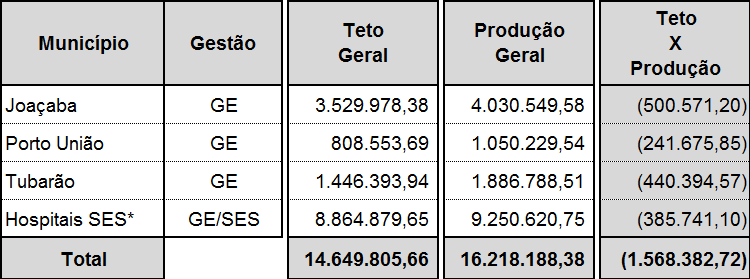 Município Gestão Teto Geral Produção Geral Teto X Produção
Joaçaba GE 3.529.978,38 4.030.549,58 (500.571,20)
Porto União GE 808.553,69 1.050.229,54 (241.675,85)
Tubarão GE 1.446.393,94 1.886.788,51 (440.394,57)
Hospitais SES* GE/SES 8.864.879,65 9.250.620,75 (385.741,10)
Total 14.649.805,66 16.218.188,38 (1.568.382,72)